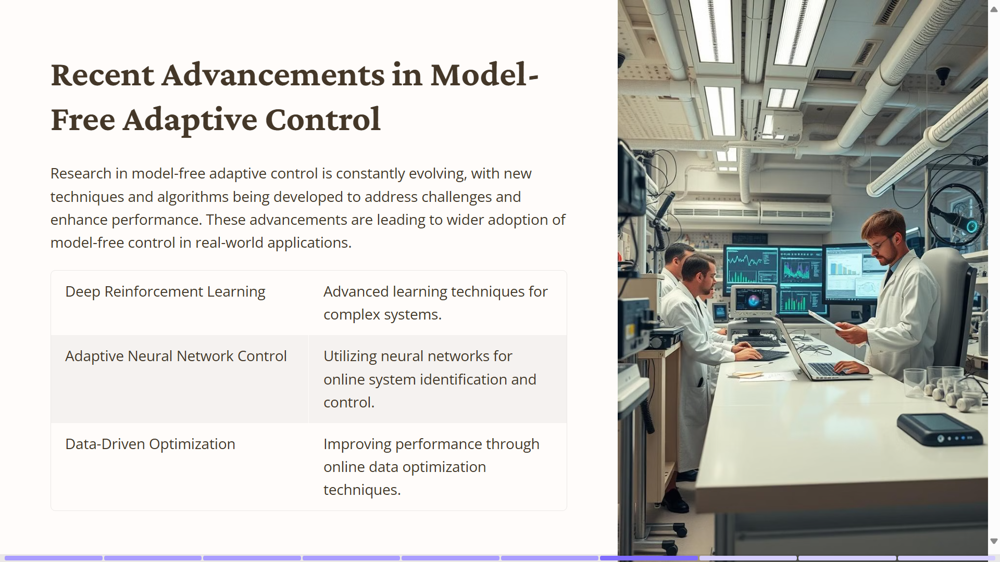 Recent Advancements in Model-
Free Adaptive Control
Research in model-free adaptive control is constantly evolving, with new
techniques and algorithms being developed to address challenges and
enhance performance. These advancements are leading to wider adoption of
model-free control in real-world applications.
Deep Reinforcement Learning
Advanced learning techniques for
complex systems.
Adaptive Neural Network Control
Utilizing neural networks for
online system identification and
control.
Data-Driven Optimization
Improving performance through
online data optimization
techniques.